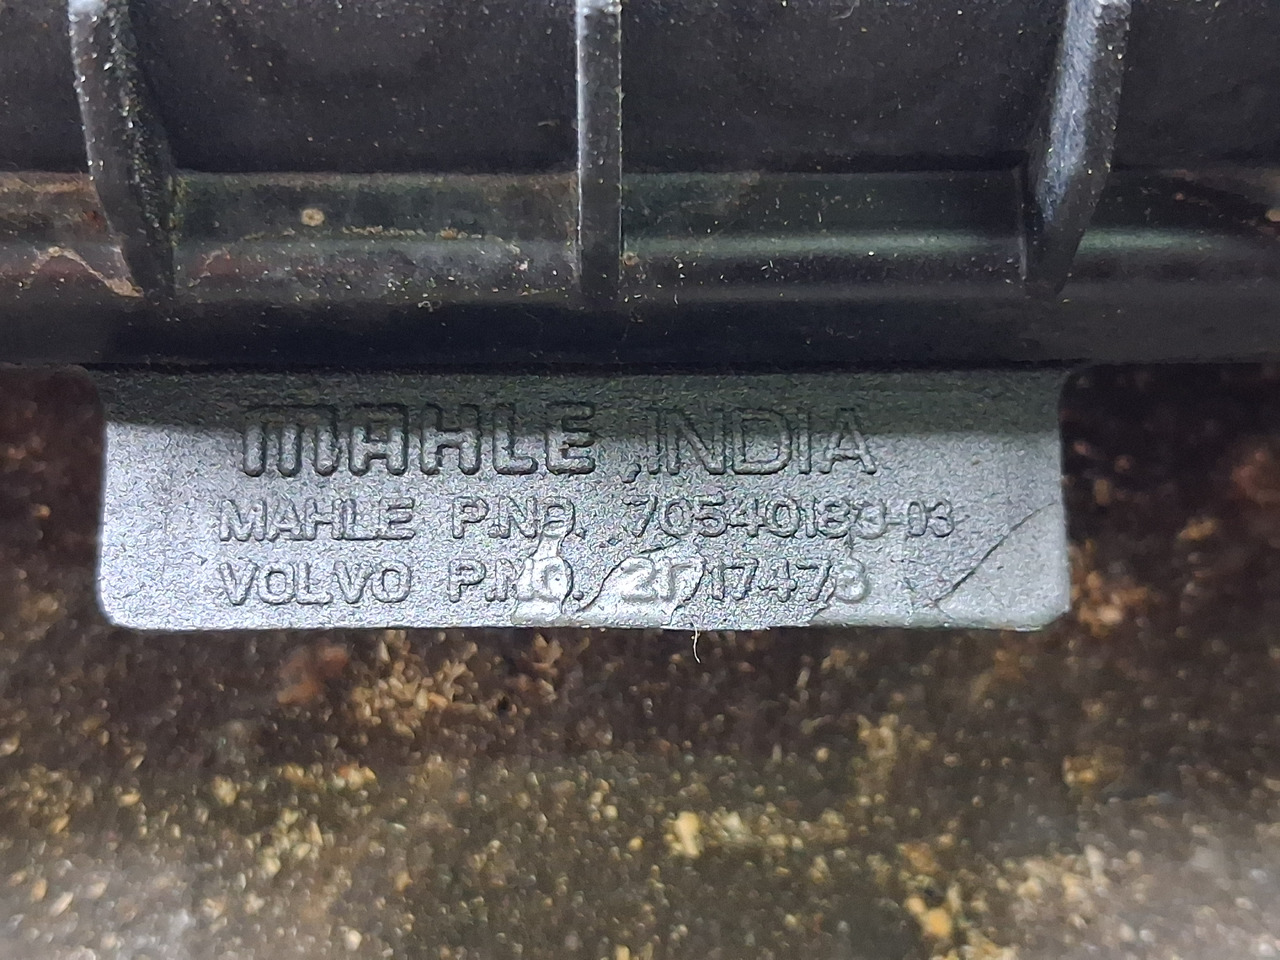 MAHLE INDIA
MAHLE P.NO. 70540183-03
VOLVO P.NO. 21717473